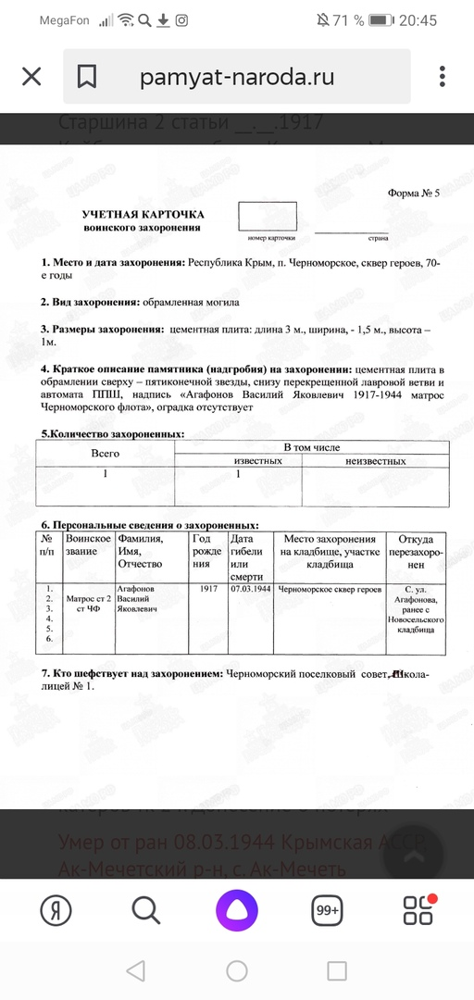 MegaFon 71 % 20:45
pamyat-naroda.ru
Старшина 2 статьи __.__.1917
Форма № 5
УЧЕТНАЯ КАРТОЧКА
воинского захоронения
номер карточки
страна
1. Место и дата захоронения: Республика Крым, п. Черноморское, сквер героев, 70-
е годы
2. Вид захоронения: обрамленная могила
3. Размеры захоронения: цементная плита: длина 3 м., ширина, - 1,5 м., высота –
1м.
4. Краткое описание памятника (надгробия) на захоронении: цементная плита в
обрамлении сверху – пятиконечной звезды, снизу перекрещенной лавровой ветви и
автомата ППШ, надпись «Агафонов Василий Яковлевич 1917-1944 матрос
Черноморского флота», оградка отсутствует
5.Количество захороненных:
Всего
В том числе
известных неизвестных
1 1
6. Персональные сведения о захороненных:
№ Воинское Фамилия, Год Дата Место захоронения Откуда
п/п звание Имя, рожде гибели на кладбище, участке перезахоро-
Отчество ния или кладбища нен
смерти
1. Агафонов 1917 07.03.1944 Черноморское сквер героев С. ул.
2. Матрос ст 2 Василий Агафонова,
3. ст ЧФ Яковлевич ранее с
4. Новосельского
5. кладбища
6.
7. Кто шефствует над захоронением: Черноморский поселковый совет, Школа-
лицей № 1.
Умер от ран 08.03.1944 Крымская АССР,
Ак-Мечетский р-н, с. Ак-Мечеть
Я
99+